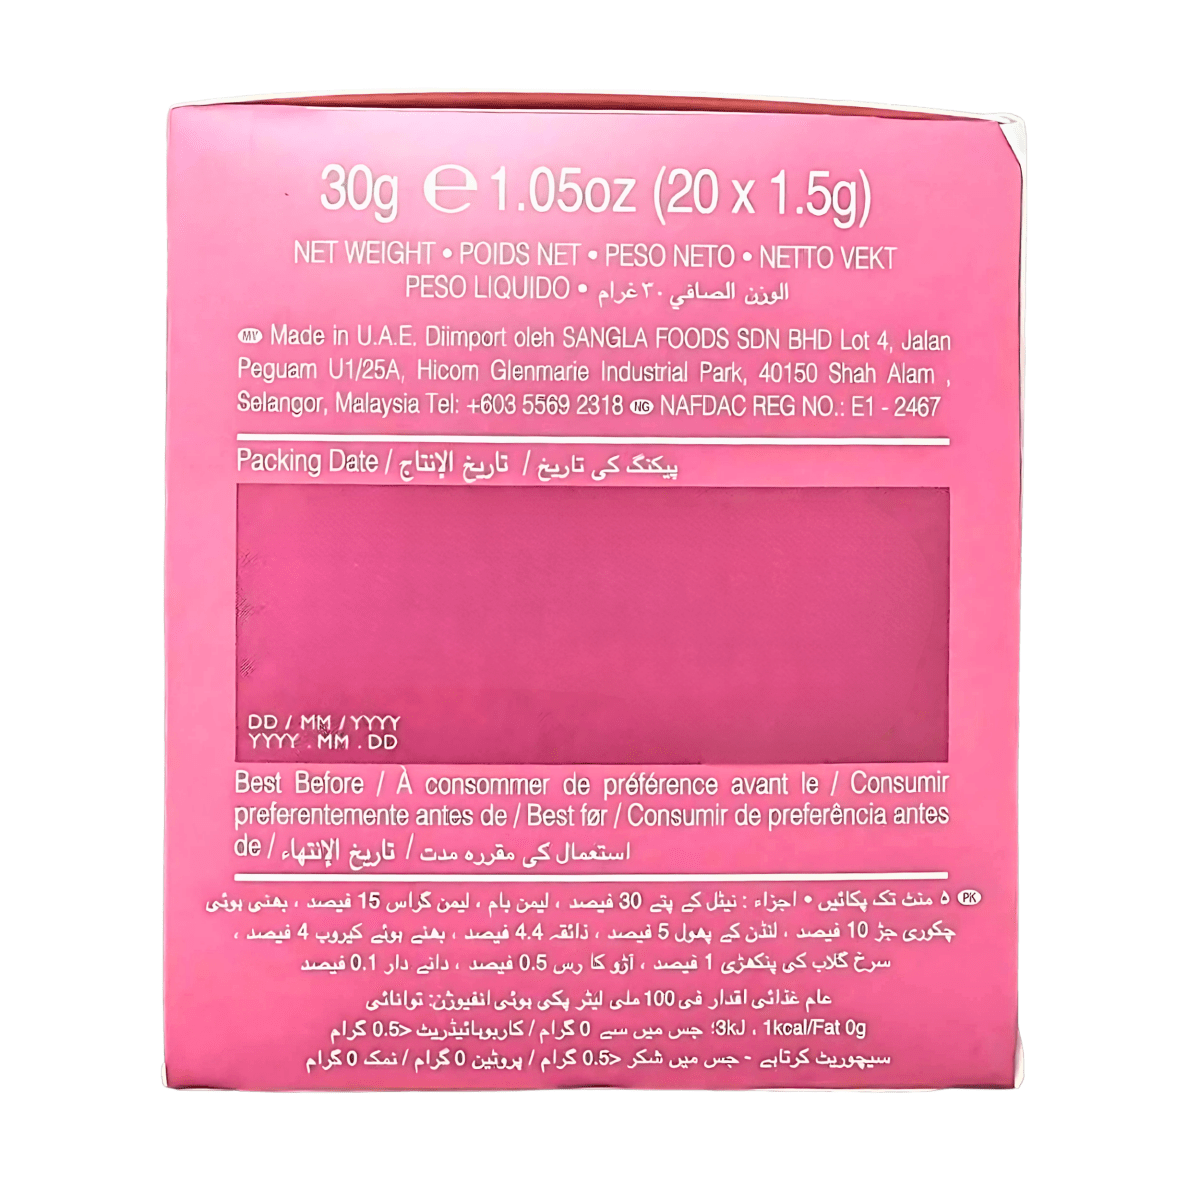 30g ℮ 1.05oz (20 x 1.5g)
NET WEIGHT • POIDS NET • PESO NETO • NETTO VEKT
PESO LIQUIDO • الوزن الصافي ٣٠ غرام
MY Made in U.A.E. Diimport oleh SANGLA FOODS SDN BHD Lot 4, Jalan
Peguam U1/25A, Hicom Glenmarie Industrial Park, 40150 Shah Alam ,
Selangor, Malaysia Tel: +603 5569 2318 NG NAFDAC REG NO.: E1 - 2467
Packing Date / تاريخ الإنتاج / پیکنگ کی تاریخ
DD / MM / YYYY
YYYY . MM . DD
Best Before / À consommer de préférence avant le / Consumir
preferentemente antes de / Best før / Consumir de preferência antes
de / تاريخ الإنتهاء / استعمال کی مقررہ مدت
PK ۵ منٹ تک پکائیں • اجزاء : نیٹل کے پتے 30 فیصد ، لیمن بام ، لیمن گراس 15 فیصد ، بھنی ہوئی
چکوری جڑ 10 فیصد ، لنڈن کے پھول 5 فیصد ، ذائقہ 4.4 فیصد ، بھنے ہوئے کیروب 4 فیصد ،
سرخ گلاب کی پنکھڑی 1 فیصد ، آڑو کا رس 0.5 فیصد ، دانے دار 0.1 فیصد
عام غذائی اقدار فی 100 ملی لیٹر پکی ہوئی انفیوژن: توانائی
3kJ ، 1kcal/Fat 0g؛ جس میں سے 0 گرام / کاربوہائیڈریٹ <0.5 گرام
سیچوریٹ کرتاہے - جس میں شکر <0.5 گرام / پروٹین 0 گرام / نمک 0 گرام